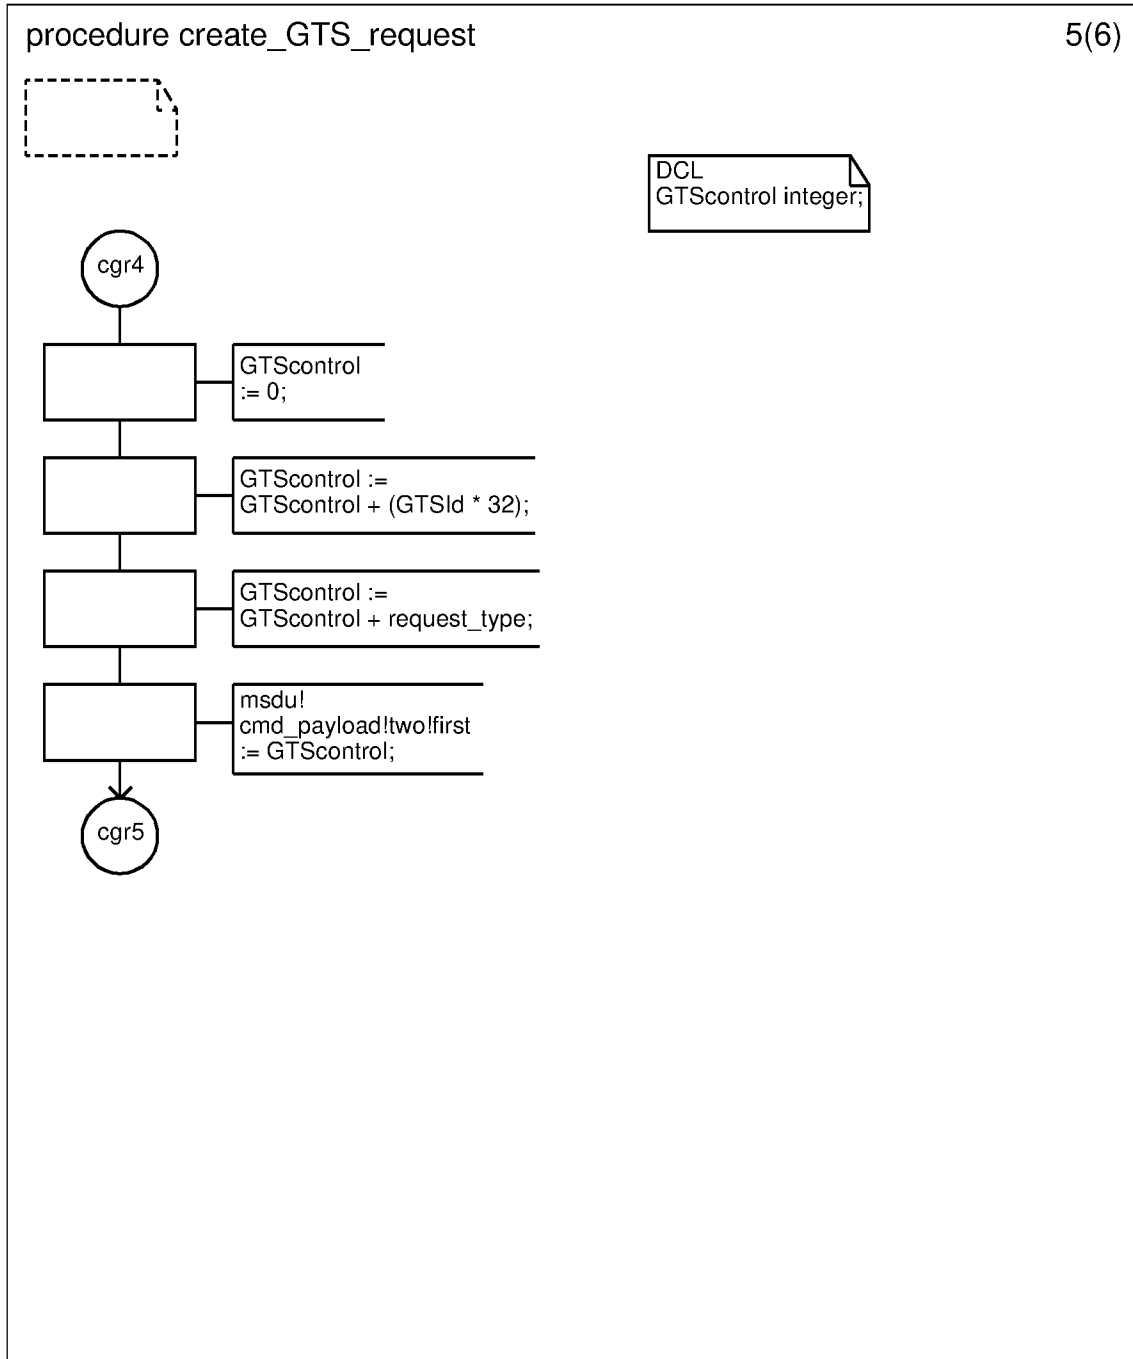 procedure create_GTS_request
5(6)
DCL
GTScontrol integer;
cgr4
GTScontrol
:= 0;
GTScontrol :=
GTScontrol + (GTSId * 32);
GTScontrol :=
GTScontrol + request_type;
msdu!
cmd_payload!two!first
:= GTScontrol;
cgr5